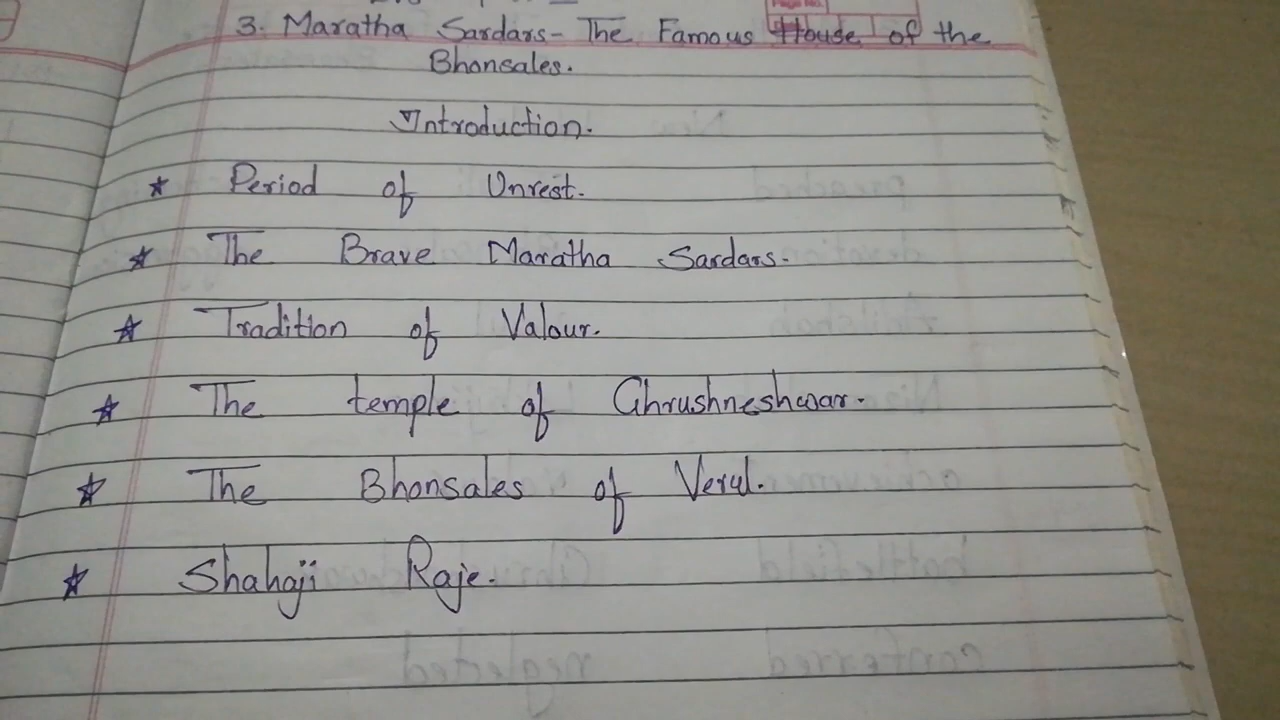 3. Maratha Sardars- The Famous House of the
Bhonsales.
Introduction.
★ Period of Unrest.
★ The Brave Maratha Sardars.
★ Tradition of Valour.
★ The temple of Ghrushneshwar.
★ The Bhonsales of Verul.
★ Shahaji Raje.